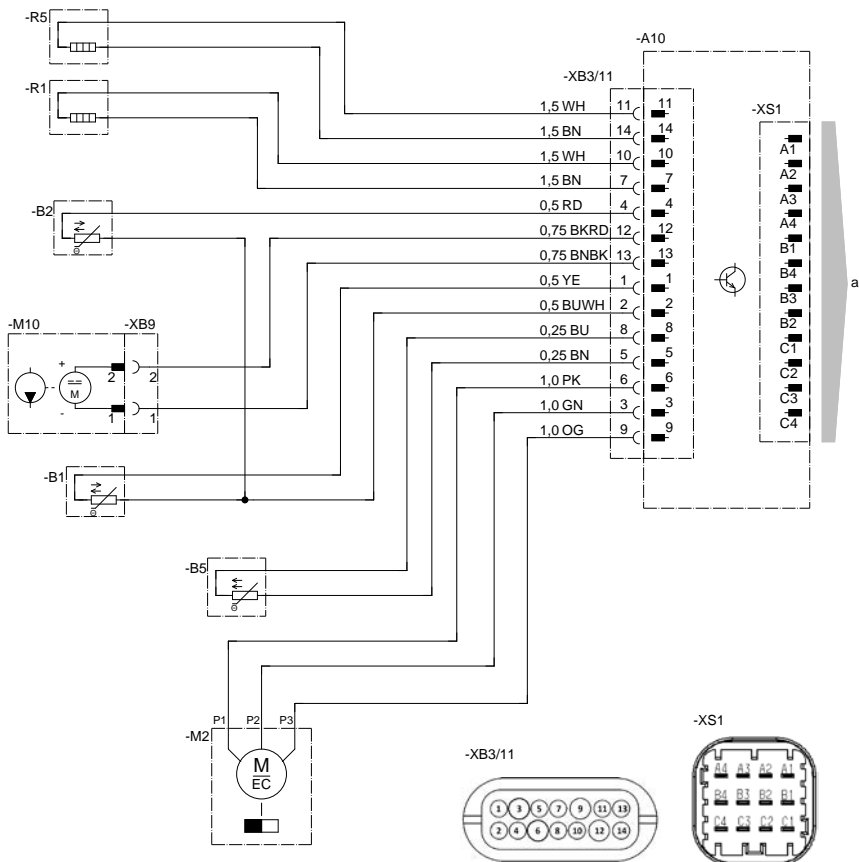 -R5
-A10
-XB3/11
-R1
-XS1
1,5 WH 11 11
1,5 BN 14 14
1,5 WH 10 10
1,5 BN 7 7
-B2
0,5 RD 4 4
0,75 BKRD 12 12
0,75 BNBK 13 13
0,5 YE 1 1
0,5 BUWH 2 2
0,25 BU 8 8
0,25 BN 5 5
1,0 PK 6 6
1,0 GN 3 3
1,0 OG 9 9
A1
A2
A3
A4
B1
B4
B3
B2
C1
C2
C3
C4
a
-M10 -XB9
+
M
-
2 2
1 1
-B1
-B5
P1 P2 P3
-M2
M
EC
-XB3/11
1 3 5 7 9 11 13
2 4 6 8 10 12 14
-XS1
A4 A3 A2 A1
B4 B3 B2 B1
C4 C3 C2 C1